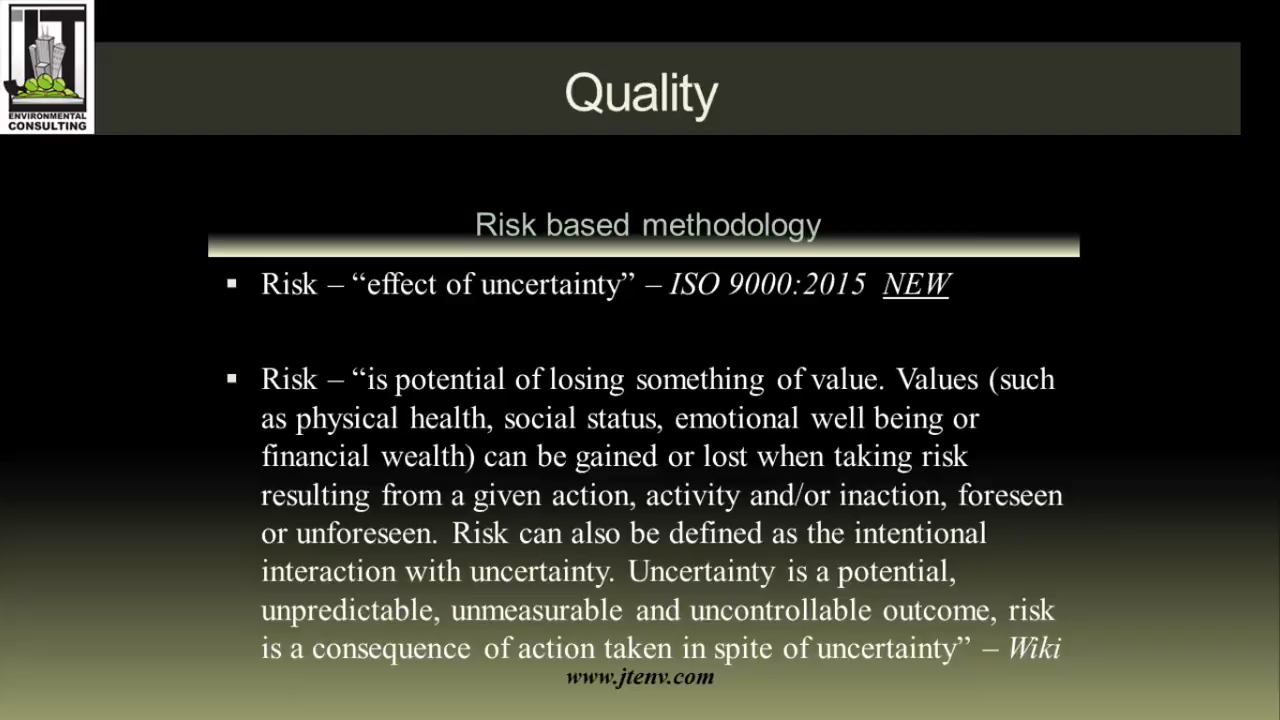 JT
ENVIRONMENTAL
CONSULTING
Quality
Risk based methodology
▪ Risk – “effect of uncertainty” – ISO 9000:2015 NEW
▪ Risk – “is potential of losing something of value. Values (such
as physical health, social status, emotional well being or
financial wealth) can be gained or lost when taking risk
resulting from a given action, activity and/or inaction, foreseen
or unforeseen. Risk can also be defined as the intentional
interaction with uncertainty. Uncertainty is a potential,
unpredictable, unmeasurable and uncontrollable outcome, risk
is a consequence of action taken in spite of uncertainty” – Wiki
www.jtenv.com